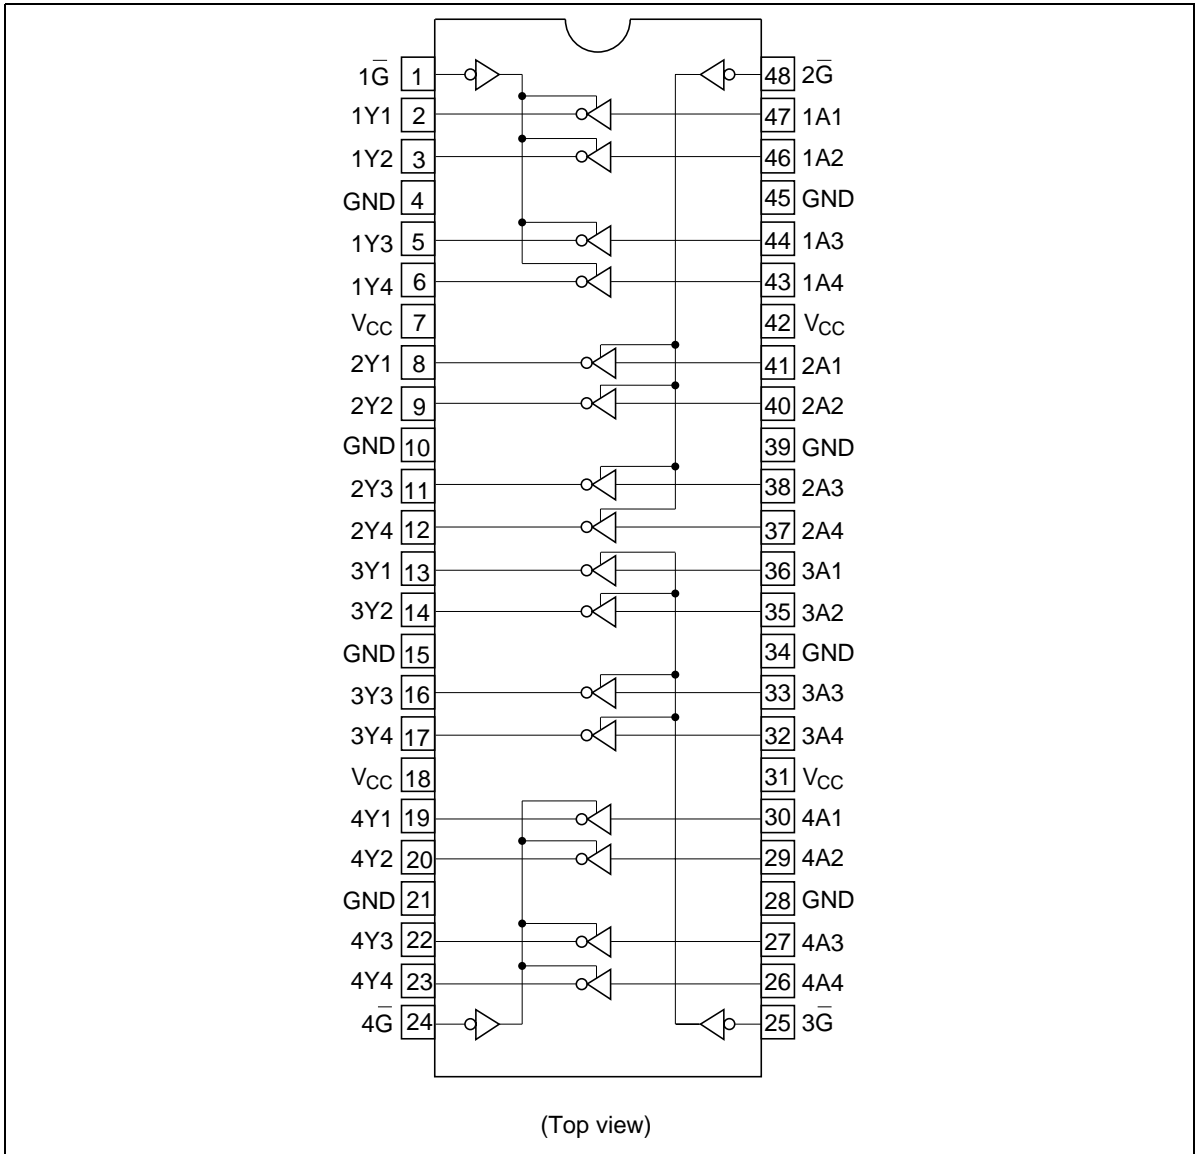 1G̅ 1 48 2G̅
1Y1 2 47 1A1
1Y2 3 46 1A2
GND 4 45 GND
1Y3 5 44 1A3
1Y4 6 43 1A4
VCC 7 42 VCC
2Y1 8 41 2A1
2Y2 9 40 2A2
GND 10 39 GND
2Y3 11 38 2A3
2Y4 12 37 2A4
3Y1 13 36 3A1
3Y2 14 35 3A2
GND 15 34 GND
3Y3 16 33 3A3
3Y4 17 32 3A4
VCC 18 31 VCC
4Y1 19 30 4A1
4Y2 20 29 4A2
GND 21 28 GND
4Y3 22 27 4A3
4Y4 23 26 4A4
4G̅ 24 25 3G̅
(Top view)